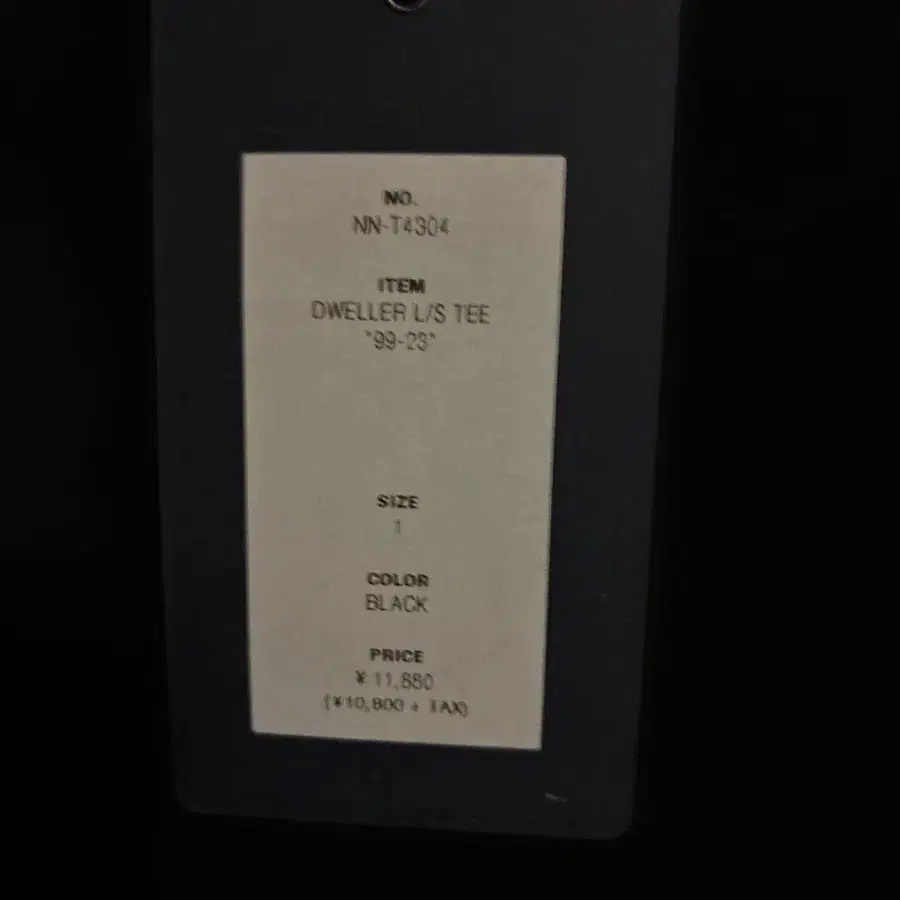 NO.
NN-T4304
ITEM
DWELLER L/S TEE
"99-23"
SIZE
1
COLOR
BLACK
PRICE
¥ 11,880
(¥10,800 + TAX)